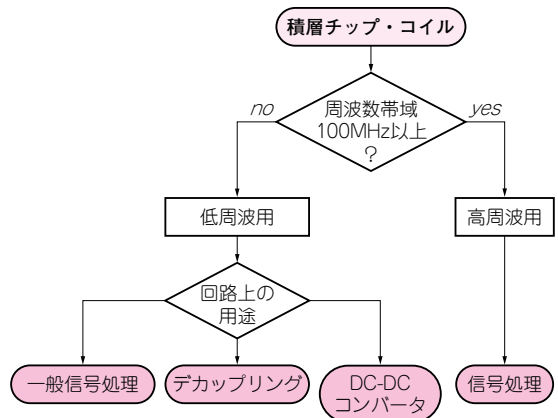 積層チップ・コイル
周波数帯域
100MHz以上
?
no
yes
低周波用
高周波用
回路上の
用途
一般信号処理
デカップリング
DC-DC
コンバータ
信号処理